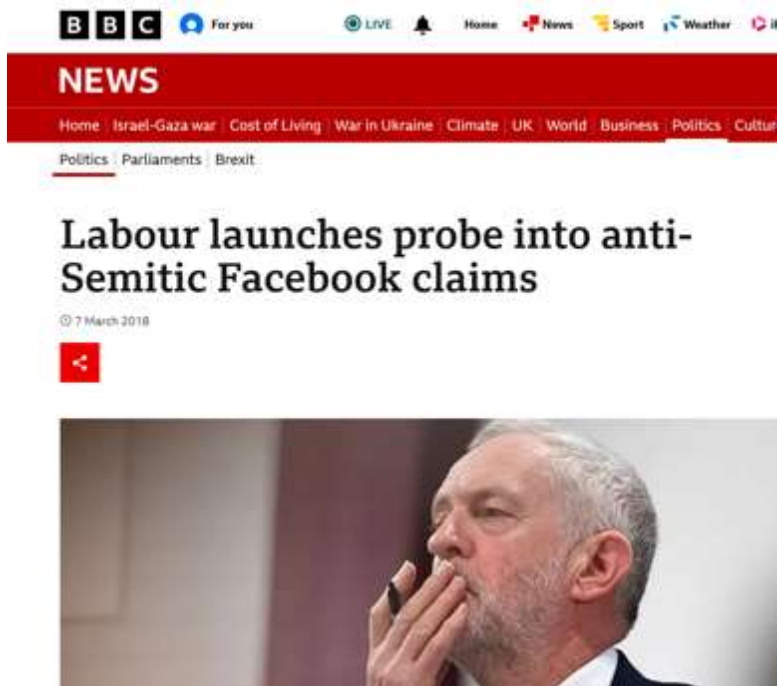 BBC For you LIVE Home News Sport Weather
NEWS
Home Israel-Gaza war Cost of Living War in Ukraine Climate UK World Business Politics Cultur
Politics Parliaments Brexit
Labour launches probe into anti-
Semitic Facebook claims
7 March 2018